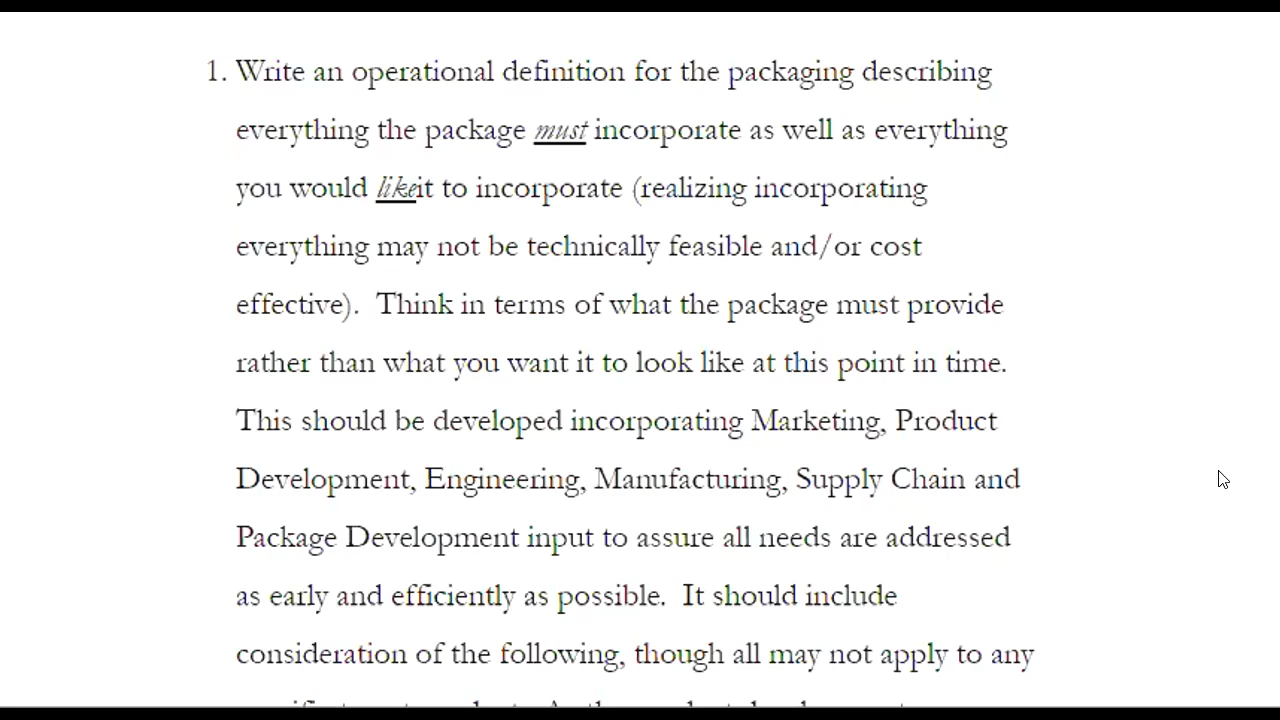 1. Write an operational definition for the packaging describing
everything the package must incorporate as well as everything
you would likeit to incorporate (realizing incorporating
everything may not be technically feasible and/or cost
effective).  Think in terms of what the package must provide
rather than what you want it to look like at this point in time.
This should be developed incorporating Marketing, Product
Development, Engineering, Manufacturing, Supply Chain and
Package Development input to assure all needs are addressed
as early and efficiently as possible.  It should include
consideration of the following, though all may not apply to any